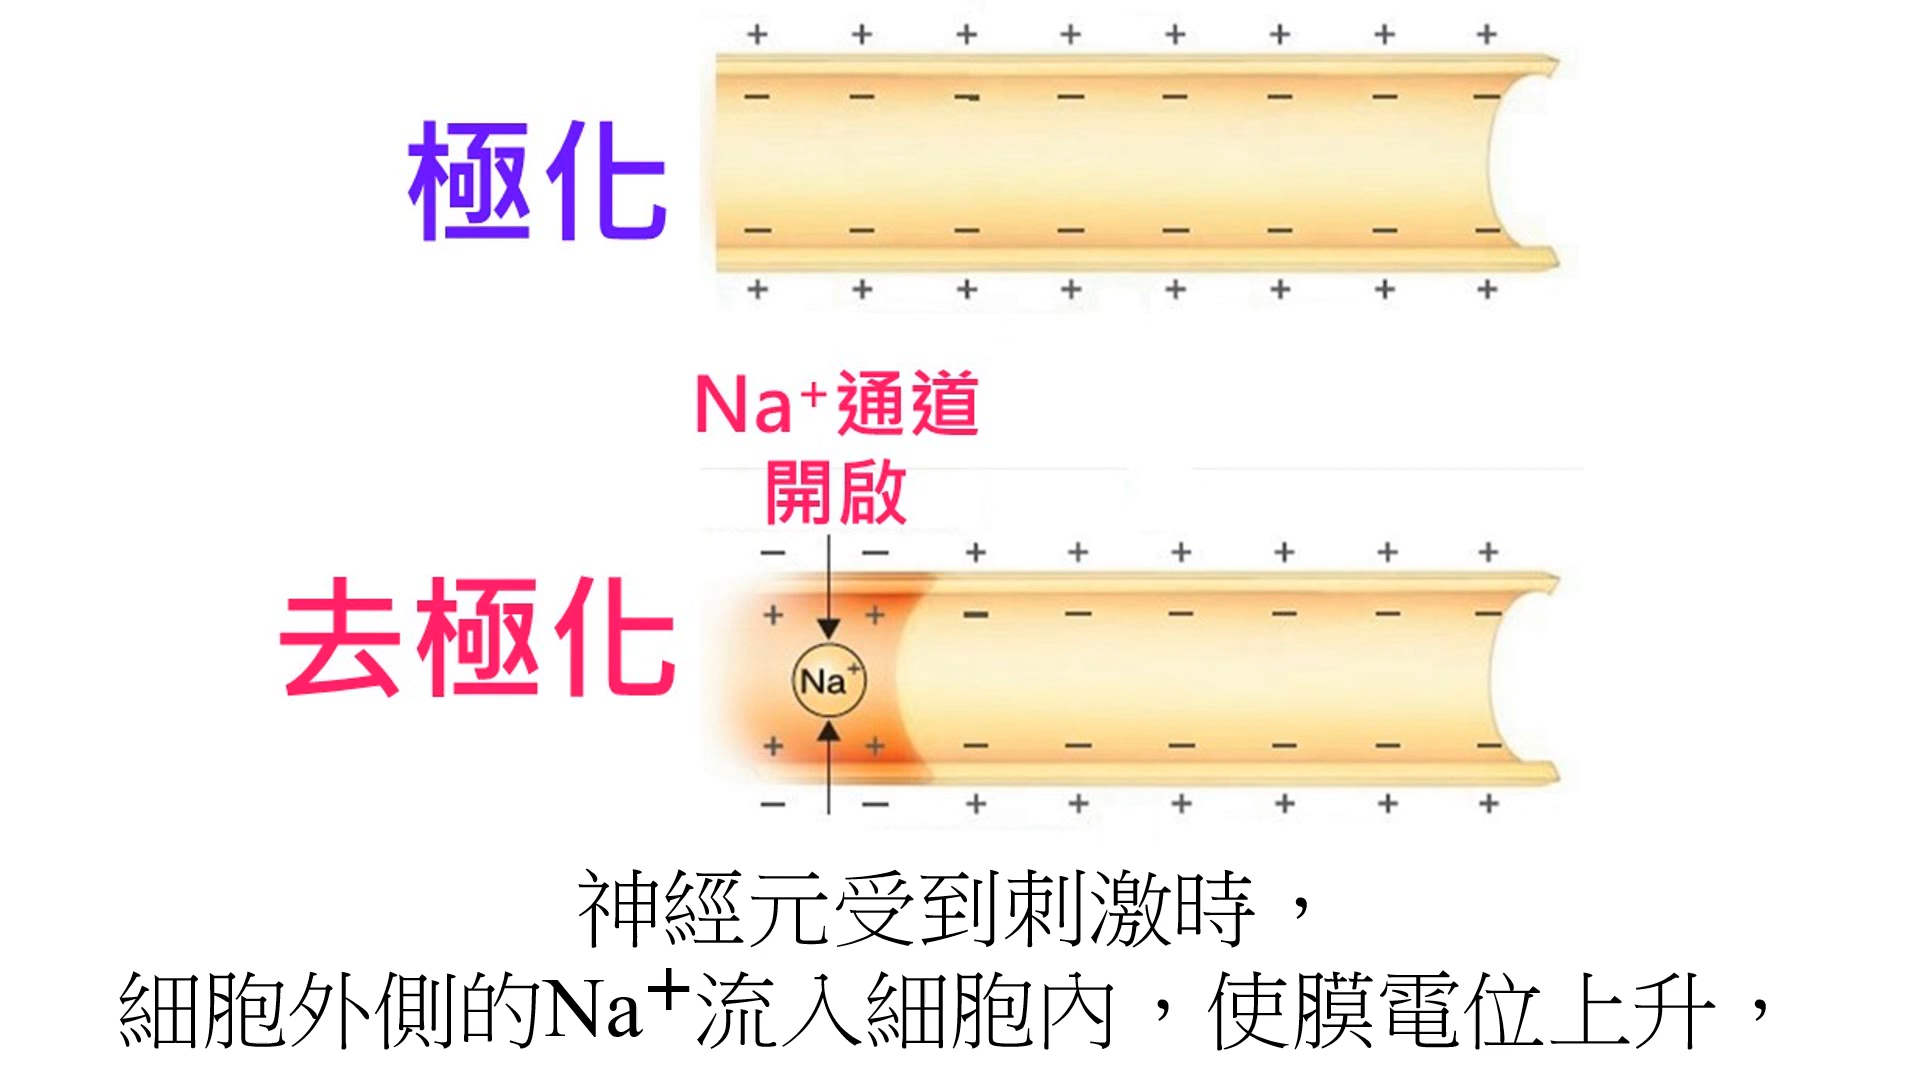 + + + + + + + +
− − − − − − − −
極化
− − − − − − − −
+ + + + + + + +
Na⁺通道
開啟
− − + + + + + +
+ + − − − − − −
去極化
Na⁺
+ + − − − − − −
− − + + + + + +
神經元受到刺激時，
細胞外側的Na⁺流入細胞內，使膜電位上升，